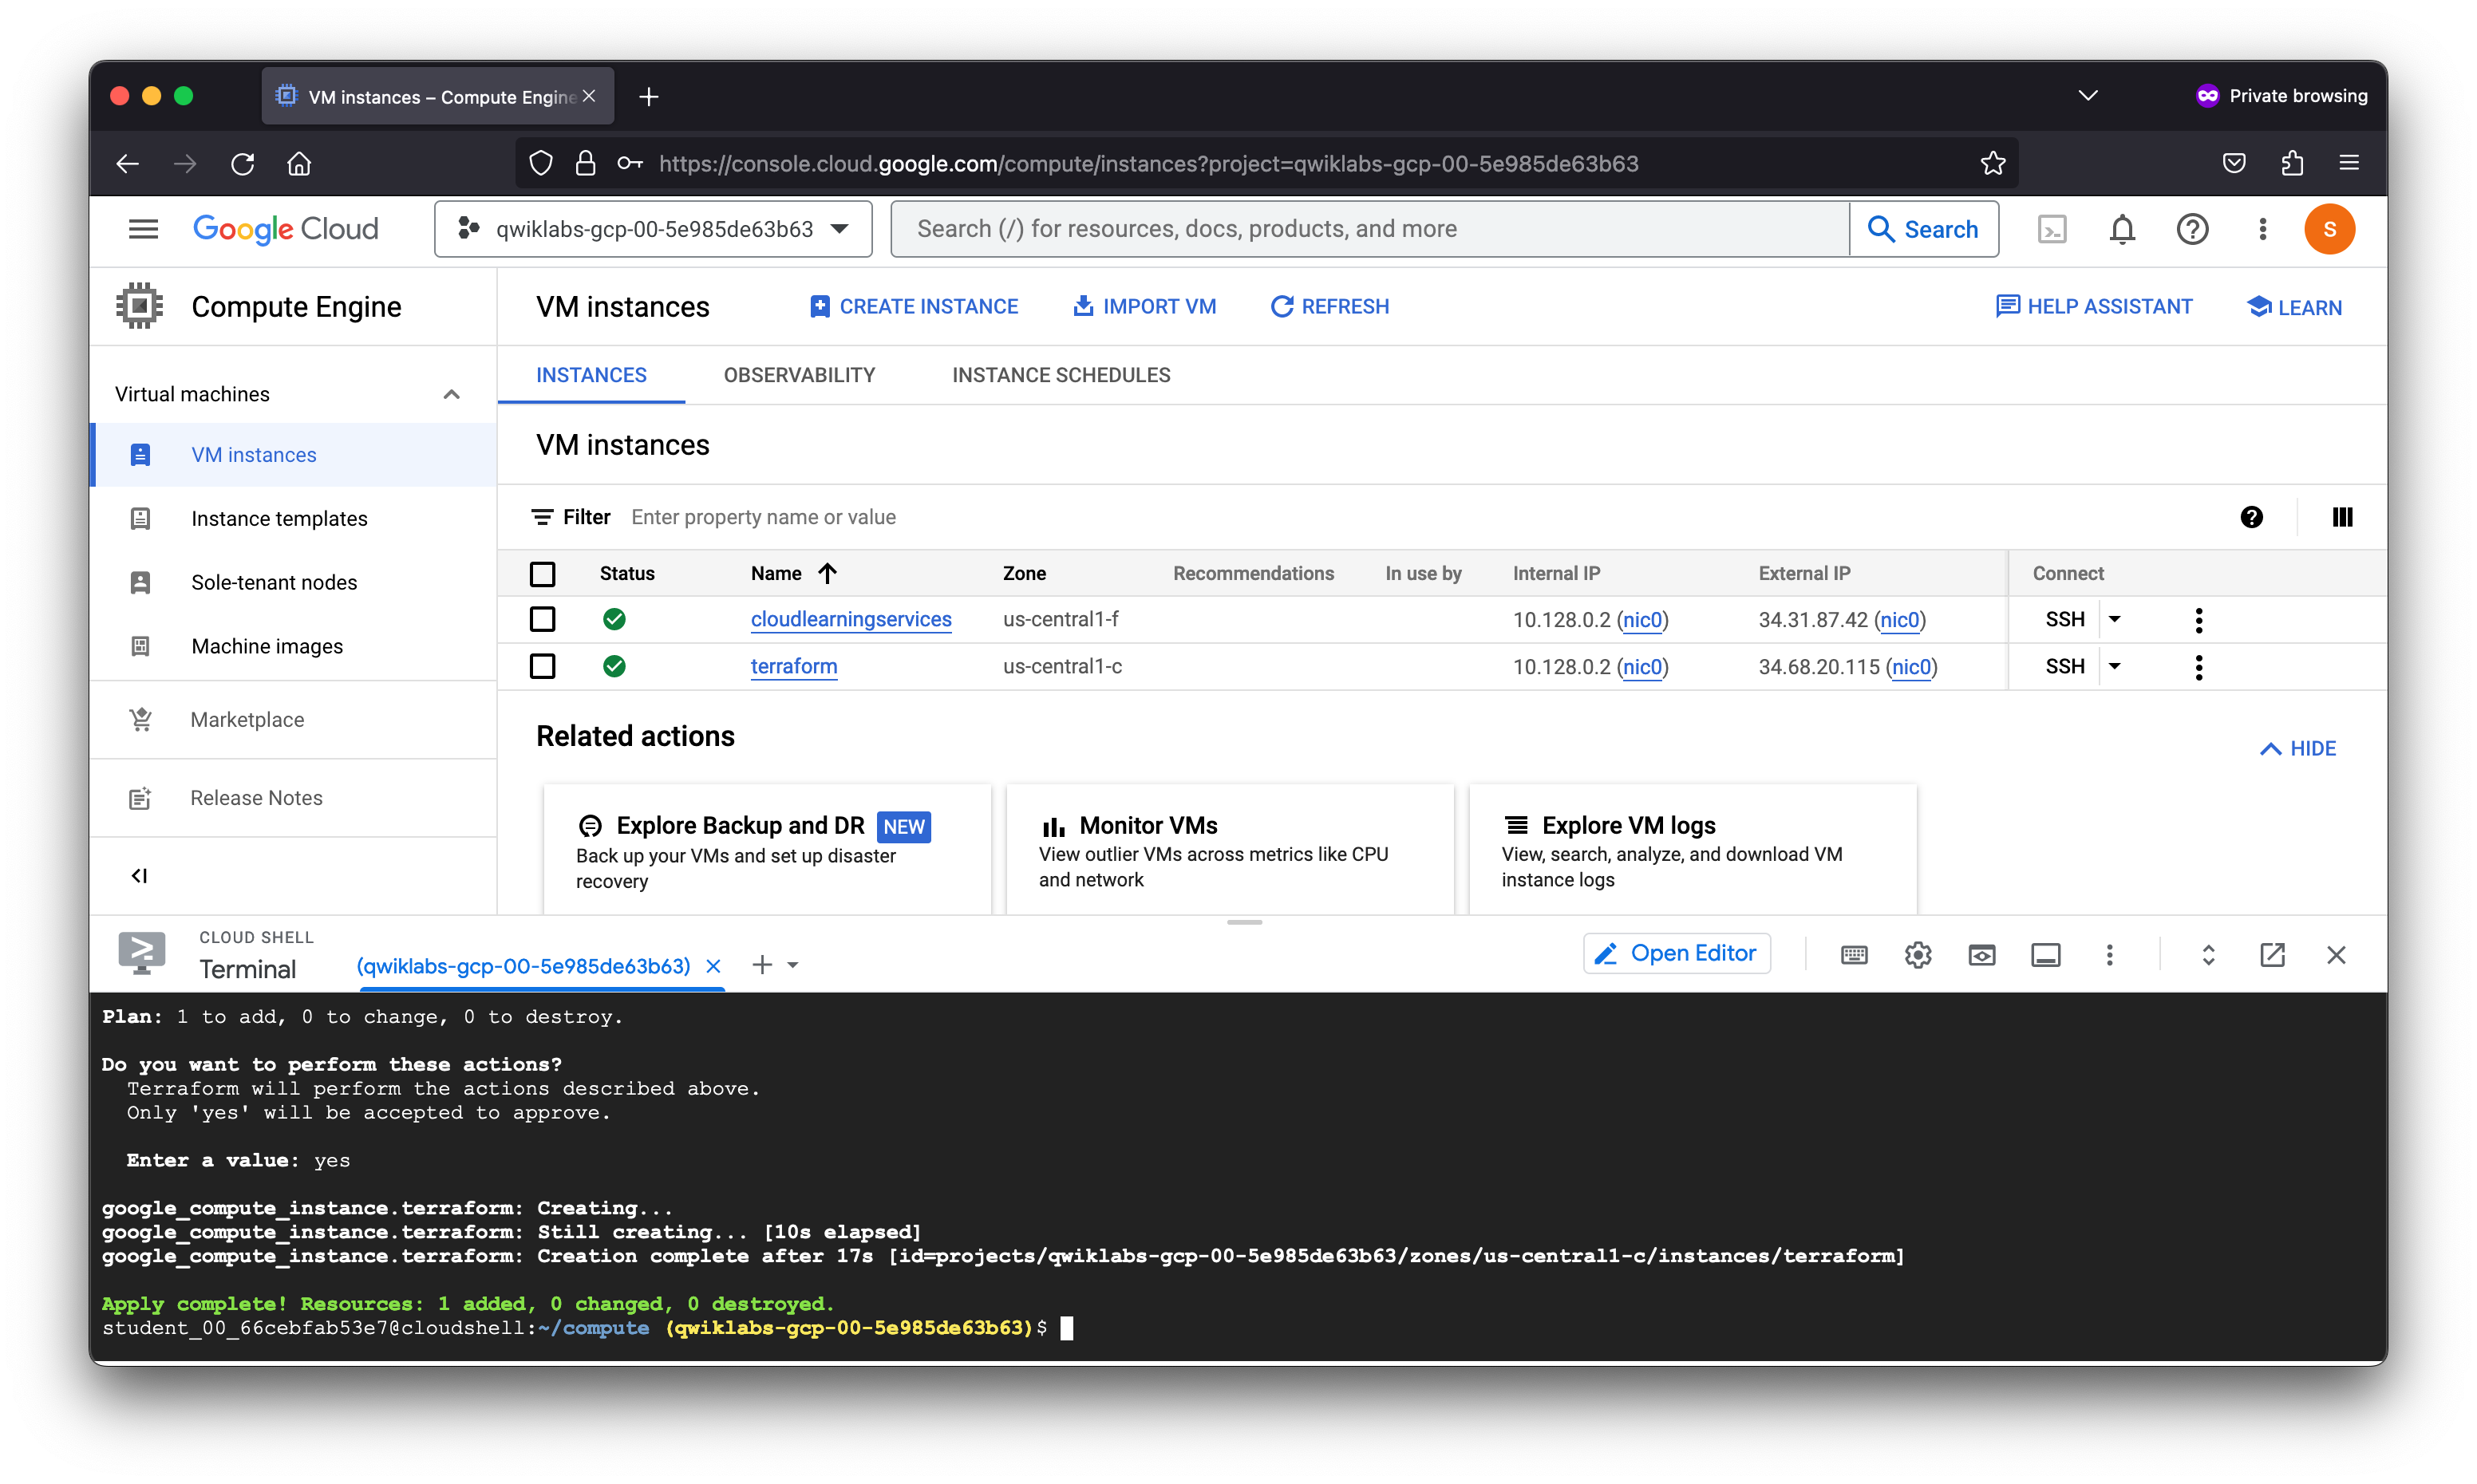 VM instances – Compute Engine
Private browsing
https://console.cloud.google.com/compute/instances?project=qwiklabs-gcp-00-5e985de63b63
Google Cloud
qwiklabs-gcp-00-5e985de63b63
Search (/) for resources, docs, products, and more
Search
S
Compute Engine
VM instances
CREATE INSTANCE
IMPORT VM
REFRESH
HELP ASSISTANT
LEARN
Virtual machines
VM instances
Instance templates
Sole-tenant nodes
Machine images
Marketplace
Release Notes
INSTANCES
OBSERVABILITY
INSTANCE SCHEDULES
VM instances
Filter Enter property name or value
Status Name Zone Recommendations In use by Internal IP External IP Connect
cloudlearningservices us-central1-f 10.128.0.2 (nic0) 34.31.87.42 (nic0) SSH
terraform us-central1-c 10.128.0.2 (nic0) 34.68.20.115 (nic0) SSH
Related actions
HIDE
Explore Backup and DR NEW
Back up your VMs and set up disaster
recovery
Monitor VMs
View outlier VMs across metrics like CPU
and network
Explore VM logs
View, search, analyze, and download VM
instance logs
CLOUD SHELL
Terminal
(qwiklabs-gcp-00-5e985de63b63)
Open Editor
Plan: 1 to add, 0 to change, 0 to destroy.
Do you want to perform these actions?
Terraform will perform the actions described above.
Only 'yes' will be accepted to approve.
Enter a value: yes
google_compute_instance.terraform: Creating...
google_compute_instance.terraform: Still creating... [10s elapsed]
google_compute_instance.terraform: Creation complete after 17s [id=projects/qwiklabs-gcp-00-5e985de63b63/zones/us-central1-c/instances/terraform]
Apply complete! Resources: 1 added, 0 changed, 0 destroyed.
student_00_66cebfab53e7@cloudshell:~/compute (qwiklabs-gcp-00-5e985de63b63)$